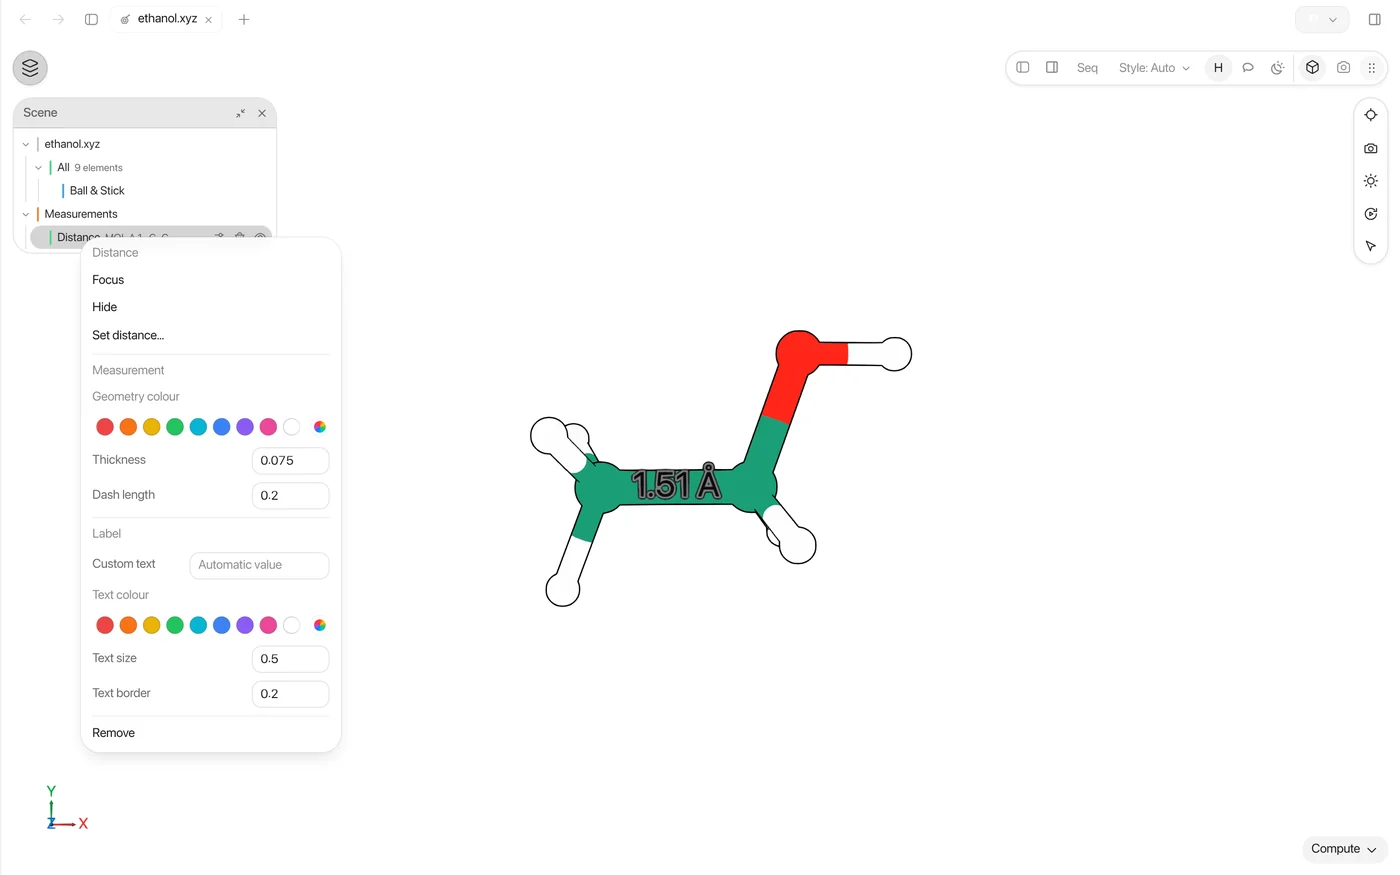 ethanol.xyz
Seq
Style: Auto
H
Scene
ethanol.xyz
All 9 elements
Ball & Stick
Measurements
Distance
Distance
Focus
Hide
Set distance...
Measurement
Geometry colour
Thickness 0.075
Dash length 0.2
Label
Custom text Automatic value
Text colour
Text size 0.5
Text border 0.2
Remove
1.51 Å
Y
Z X
Compute